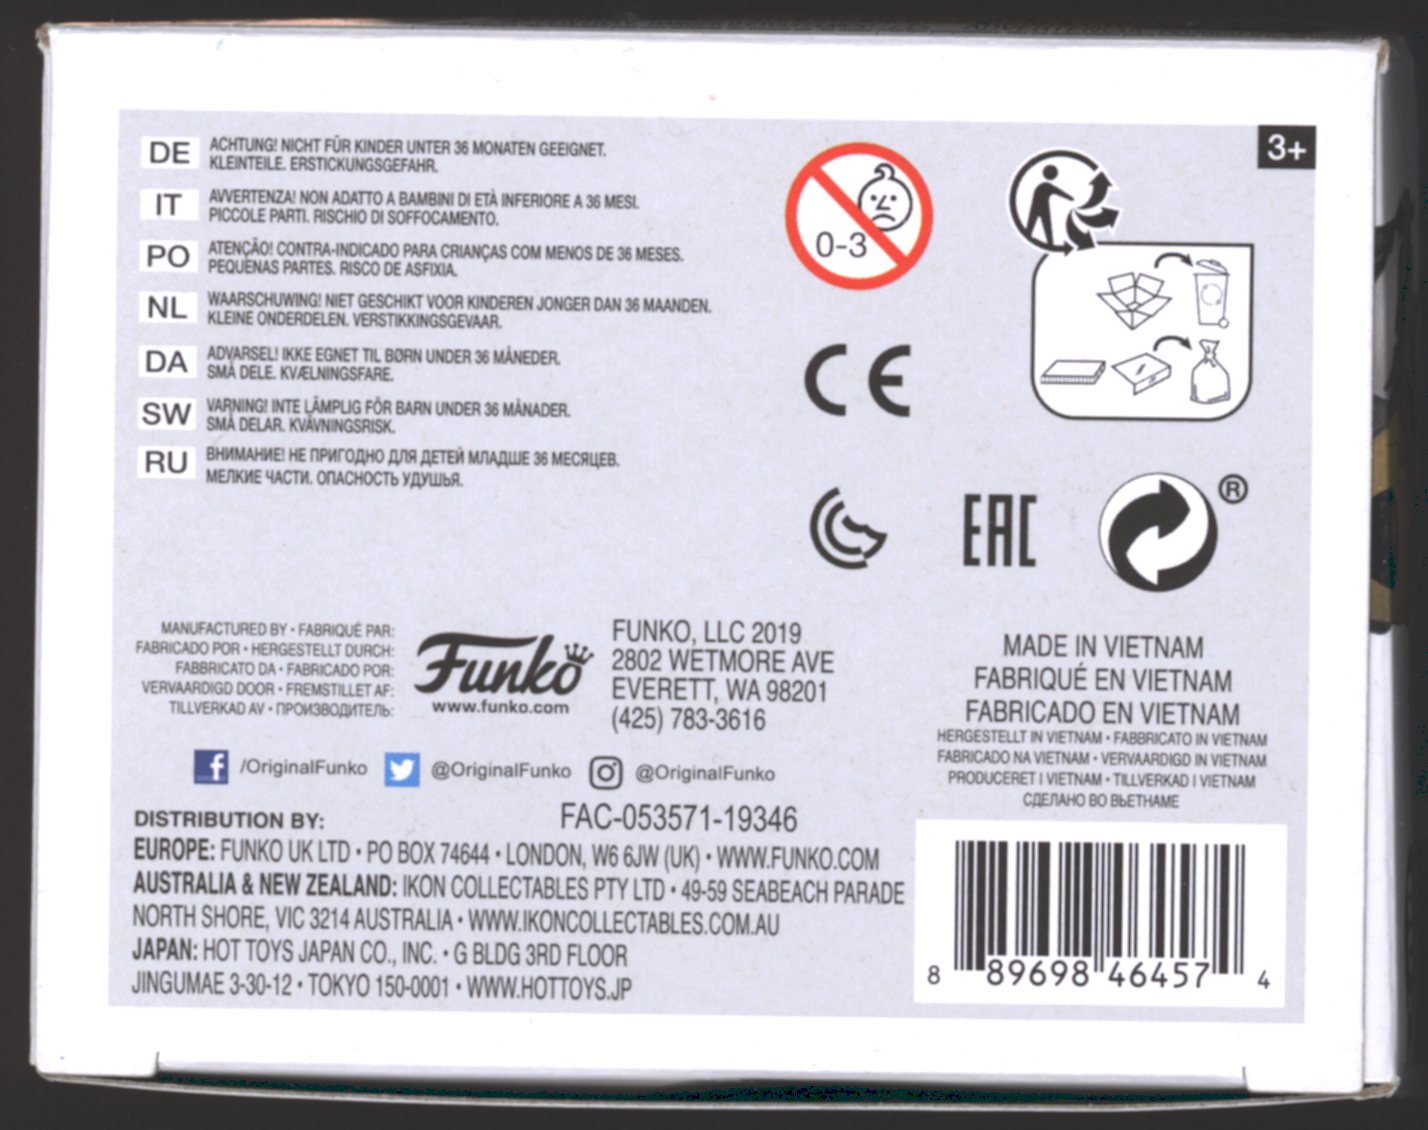 DE ACHTUNG! NICHT FÜR KINDER UNTER 36 MONATEN GEEIGNET.
KLEINTEILE. ERSTICKUNGSGEFAHR.
IT AVVERTENZA! NON ADATTO A BAMBINI DI ETÀ INFERIORE A 36 MESI.
PICCOLE PARTI. RISCHIO DI SOFFOCAMENTO.
PO ATENÇÃO! CONTRA-INDICADO PARA CRIANÇAS COM MENOS DE 36 MESES.
PEQUENAS PARTES. RISCO DE ASFIXIA.
NL WAARSCHUWING! NIET GESCHIKT VOOR KINDEREN JONGER DAN 36 MAANDEN.
KLEINE ONDERDELEN. VERSTIKKINGSGEVAAR.
DA ADVARSEL! IKKE EGNET TIL BØRN UNDER 36 MÅNEDER.
SMÅ DELE. KVÆLNINGSFARE.
SW VARNING! INTE LÄMPLIG FÖR BARN UNDER 36 MÅNADER.
SMÅ DELAR. KVÄVNINGSRISK.
RU ВНИМАНИЕ! НЕ ПРИГОДНО ДЛЯ ДЕТЕЙ МЛАДШЕ 36 МЕСЯЦЕВ.
МЕЛКИЕ ЧАСТИ. ОПАСНОСТЬ УДУШЬЯ.
0-3
3+
CE
EAC
®
MANUFACTURED BY • FABRIQUÉ PAR:
FABRICADO POR • HERGESTELLT DURCH:
FABBRICATO DA • FABRICADO POR:
VERVAARDIGD DOOR • FREMSTILLET AF:
TILLVERKAD AV • ПРОИЗВОДИТЕЛЬ:
Funko
www.funko.com
FUNKO, LLC 2019
2802 WETMORE AVE
EVERETT, WA 98201
(425) 783-3616
MADE IN VIETNAM
FABRIQUÉ EN VIETNAM
FABRICADO EN VIETNAM
HERGESTELLT IN VIETNAM • FABBRICATO IN VIETNAM
FABRICADO NA VIETNAM • VERVAARDIGD IN VIETNAM
PRODUCERET I VIETNAM • TILLVERKAD I VIETNAM
СДЕЛАНО ВО ВЬЕТНАМЕ
f /OriginalFunko @OriginalFunko @OriginalFunko
DISTRIBUTION BY: FAC-053571-19346
EUROPE: FUNKO UK LTD • PO BOX 74644 • LONDON, W6 6JW (UK) • WWW.FUNKO.COM
AUSTRALIA & NEW ZEALAND: IKON COLLECTABLES PTY LTD • 49-59 SEABEACH PARADE
NORTH SHORE, VIC 3214 AUSTRALIA • WWW.IKONCOLLECTABLES.COM.AU
JAPAN: HOT TOYS JAPAN CO., INC. • G BLDG 3RD FLOOR
JINGUMAE 3-30-12 • TOKYO 150-0001 • WWW.HOTTOYS.JP
8 89698 46457 4